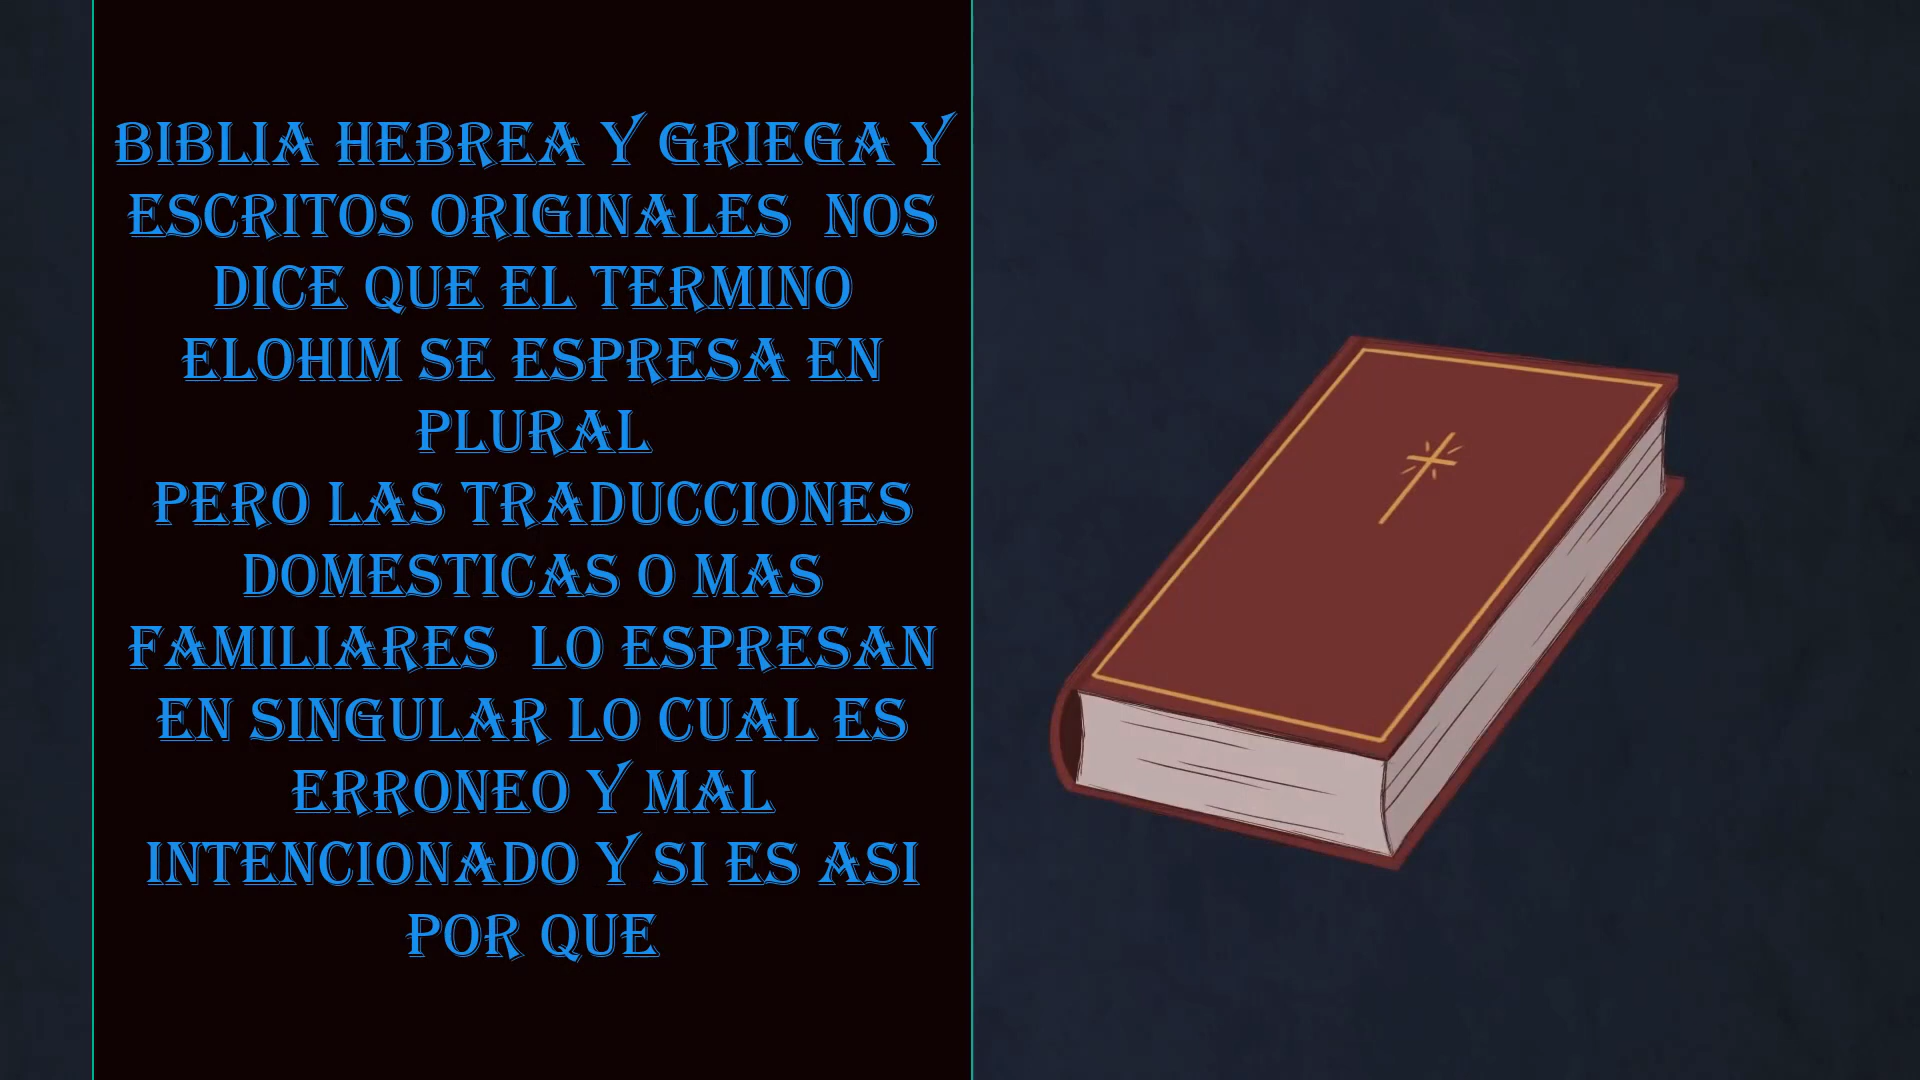 BIBLIA HEBREA Y GRIEGA Y
ESCRITOS ORIGINALES  NOS
DICE QUE EL TERMINO
ELOHIM SE ESPRESA EN
PLURAL
PERO LAS TRADUCCIONES
DOMESTICAS O MAS
FAMILIARES  LO ESPRESAN
EN SINGULAR LO CUAL ES
ERRONEO Y MAL
INTENCIONADO Y SI ES ASI
POR QUE